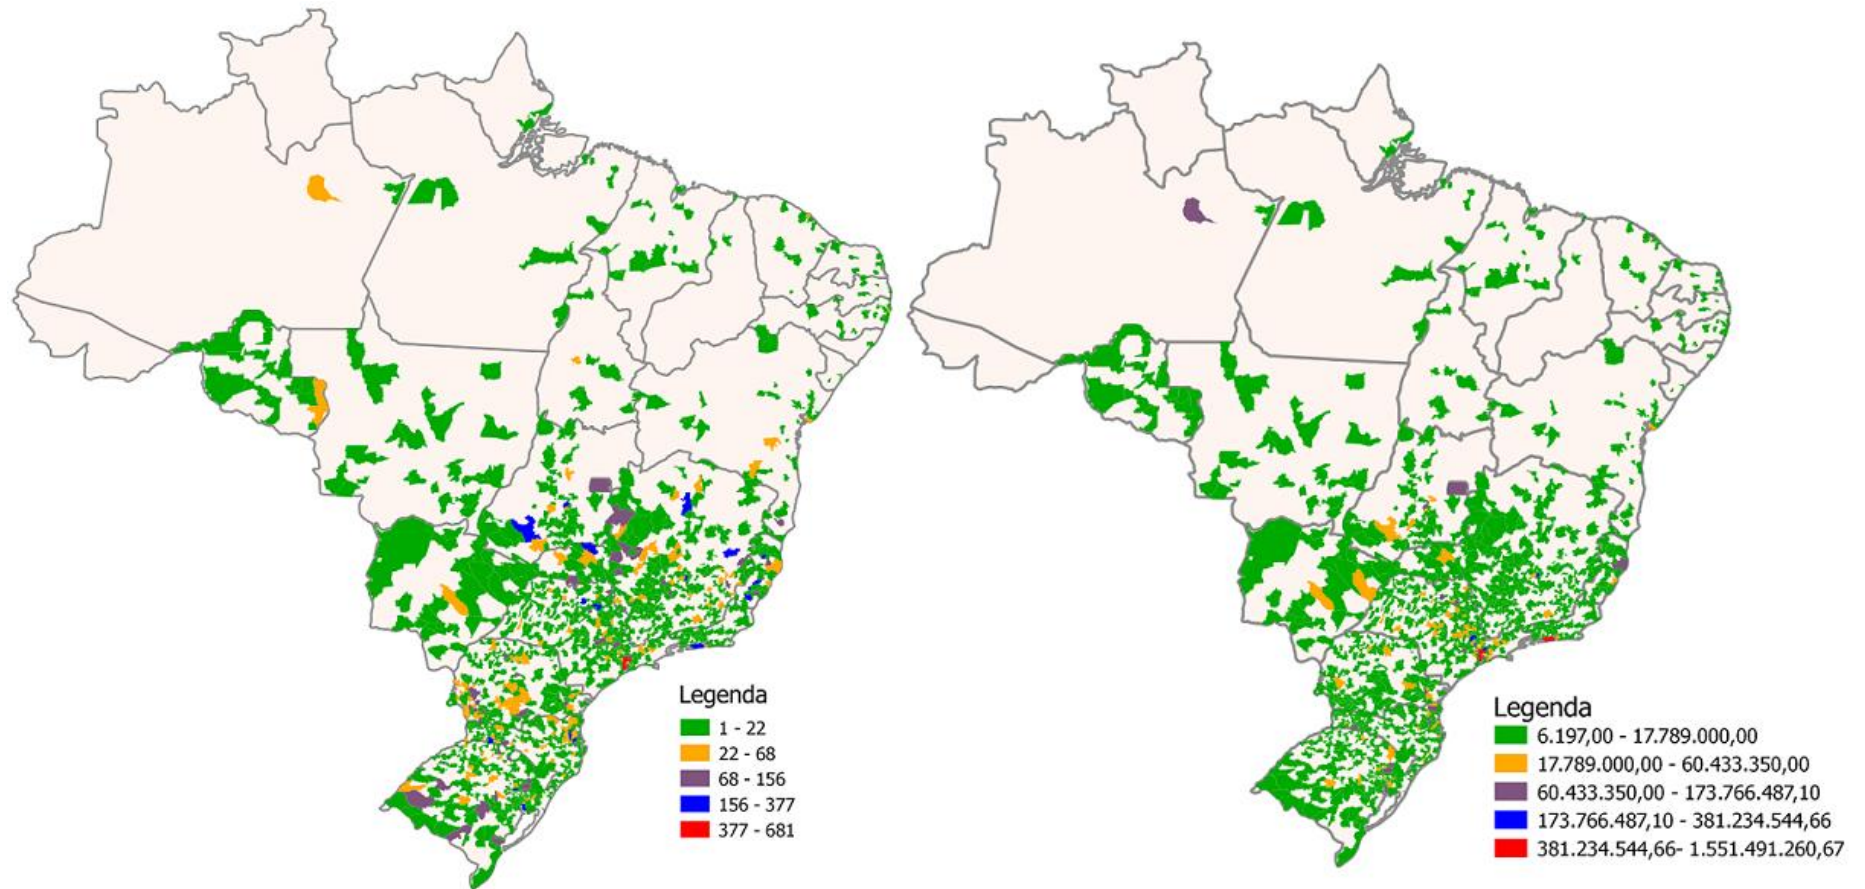 Legenda
1 - 22
22 - 68
68 - 156
156 - 377
377 - 681
Legenda
6.197,00 - 17.789.000,00
17.789.000,00 - 60.433.350,00
60.433.350,00 - 173.766.487,10
173.766.487,10 - 381.234.544,66
381.234.544,66- 1.551.491.260,67